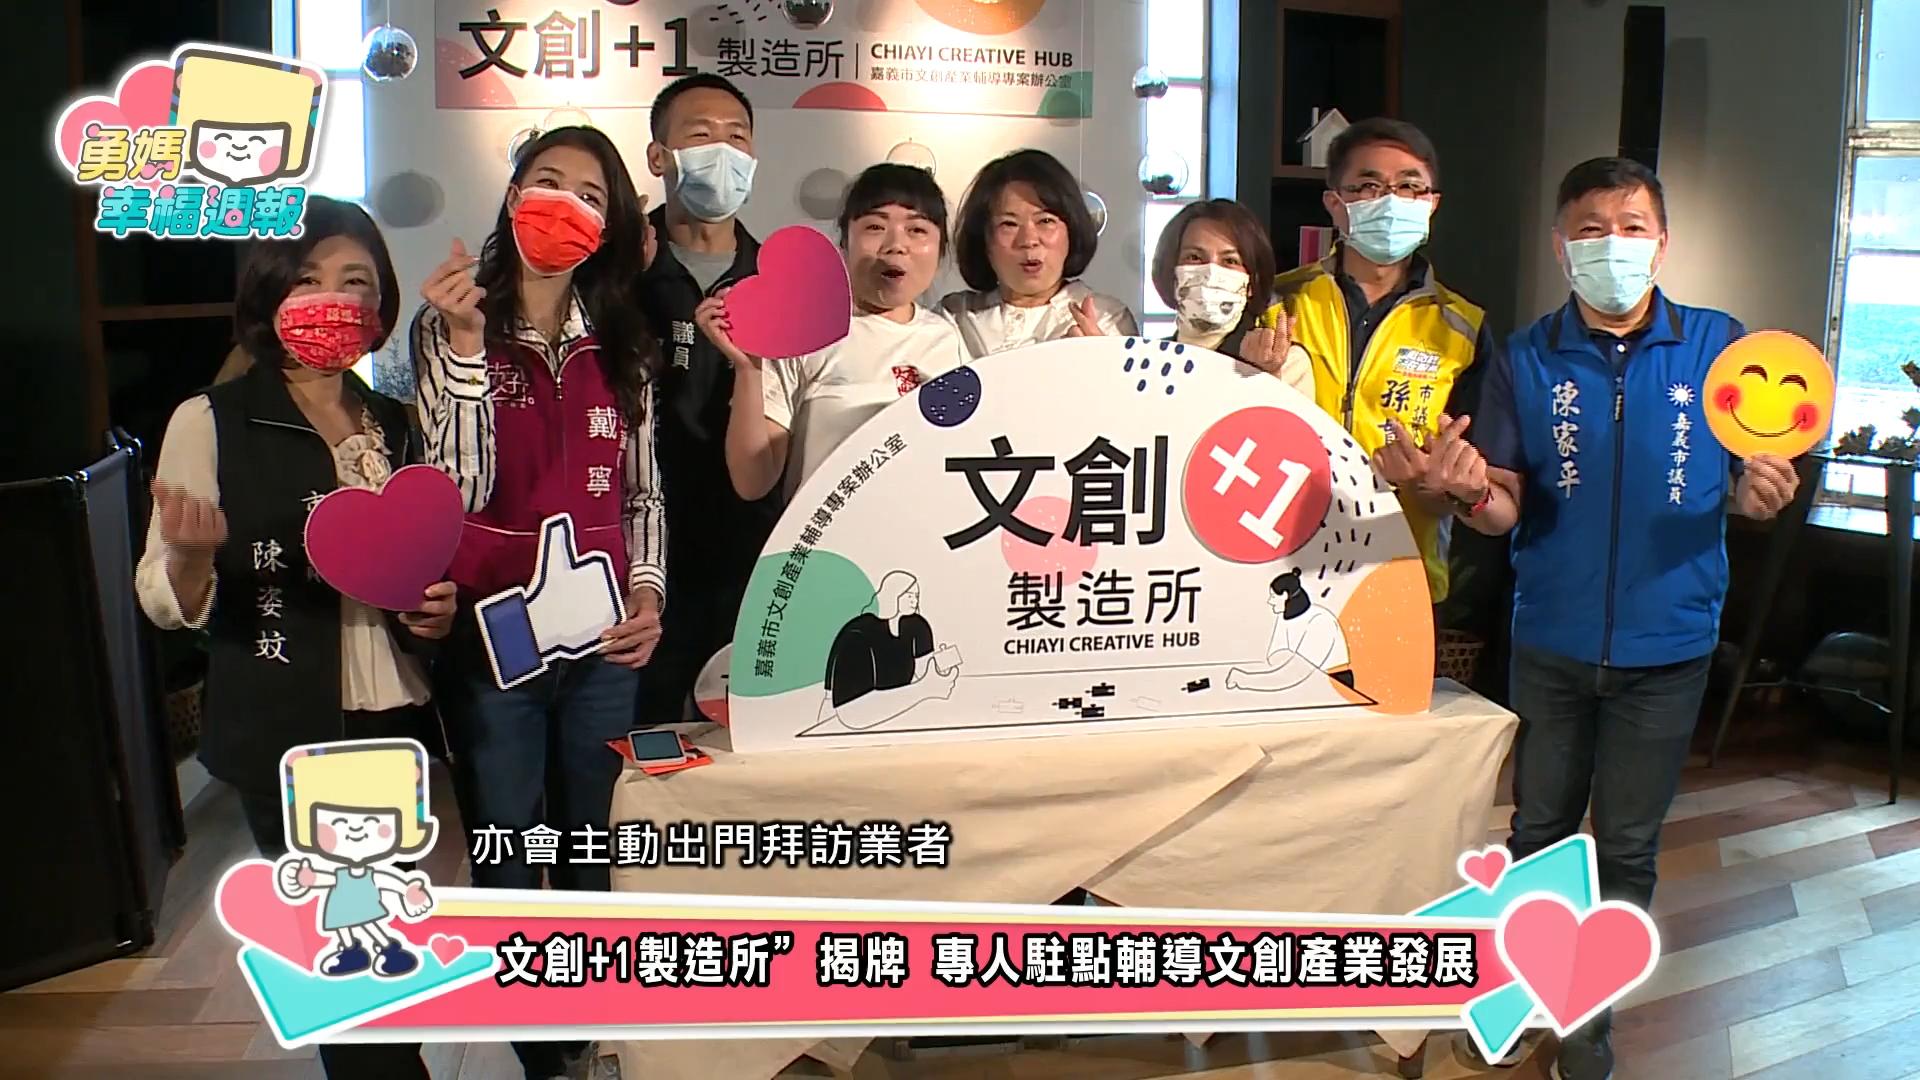 文創+1 製造所 CHIAYI CREATIVE HUB
嘉義市文創產業輔導專案辦公室
勇媽
幸福週報
議員
戴寧
陳姿妏
市議
孫
陳家平
嘉義市議員
嘉義市文創產業輔導專案辦公室
文創+1
製造所
CHIAYI CREATIVE HUB
亦會主動出門拜訪業者
文創+1製造所”揭牌 專人駐點輔導文創產業發展